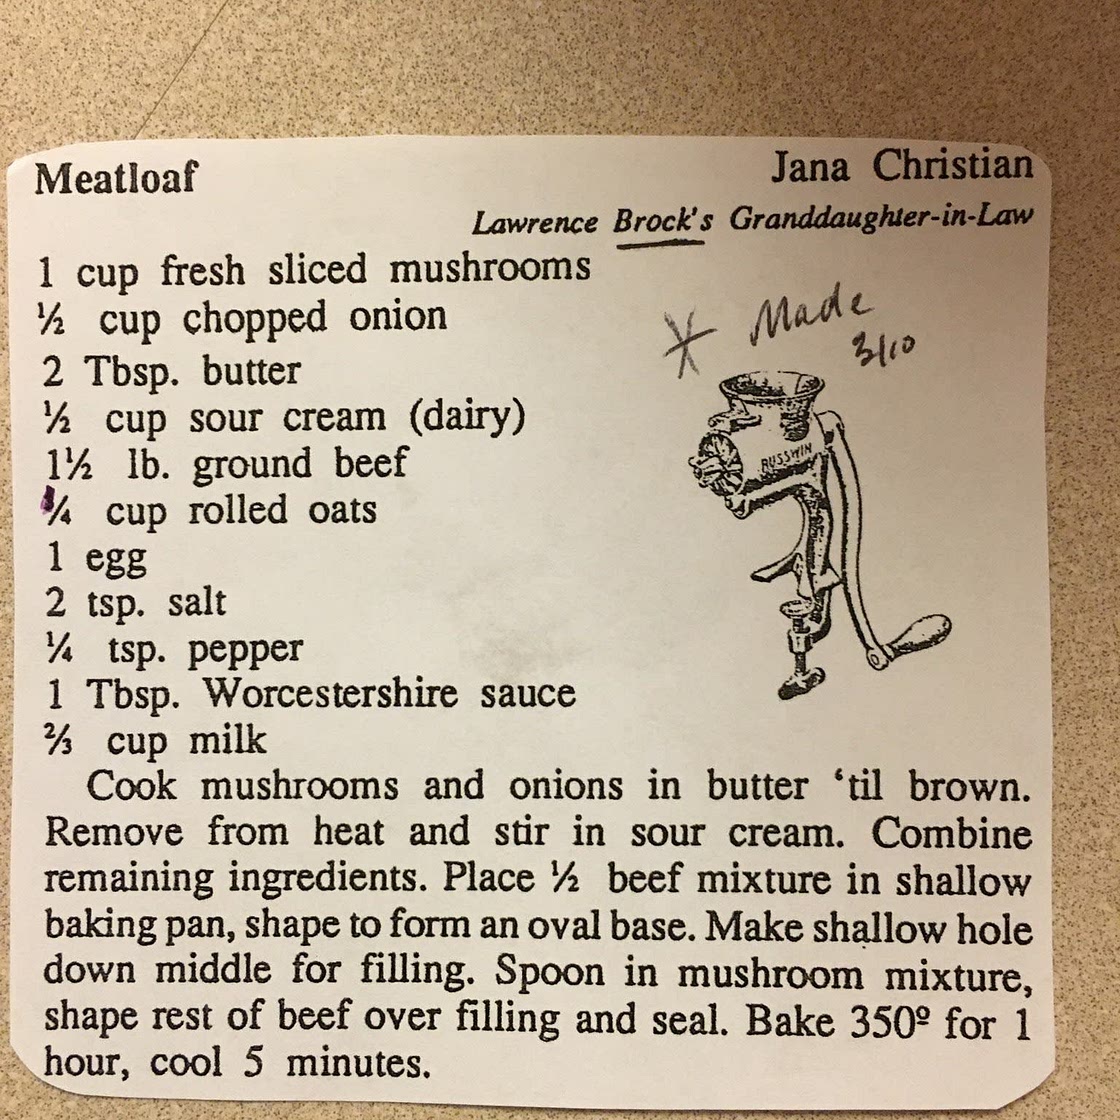 Meatloaf Jana Christian
Lawrence Brock's Granddaughter-in-Law
1 cup fresh sliced mushrooms
½ cup chopped onion
* Made
3/10
2 Tbsp. butter
½ cup sour cream (dairy)
1½ lb. ground beef
RUSSWIN
¾ cup rolled oats
1 egg
2 tsp. salt
¼ tsp. pepper
1 Tbsp. Worcestershire sauce
⅔ cup milk
Cook mushrooms and onions in butter ‘til brown.
Remove from heat and stir in sour cream. Combine
remaining ingredients. Place ½ beef mixture in shallow
baking pan, shape to form an oval base. Make shallow hole
down middle for filling. Spoon in mushroom mixture,
shape rest of beef over filling and seal. Bake 350º for 1
hour, cool 5 minutes.